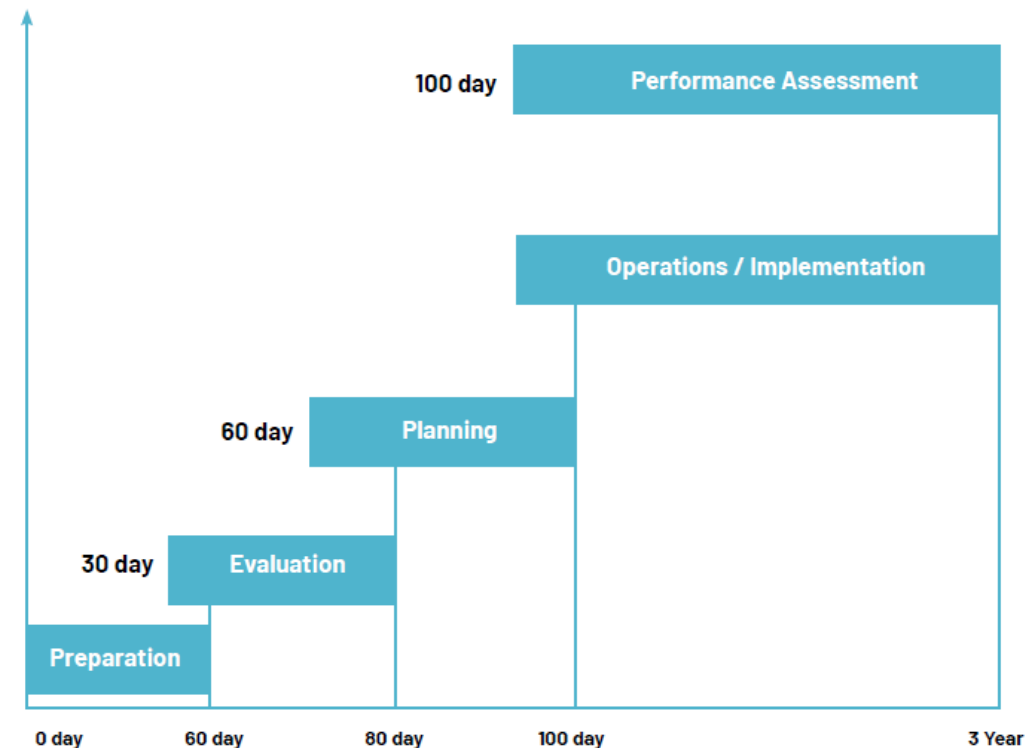 100 day
Performance Assessment
Operations / Implementation
60 day
Planning
30 day
Evaluation
Preparation
0 day
60 day
80 day
100 day
3 Year